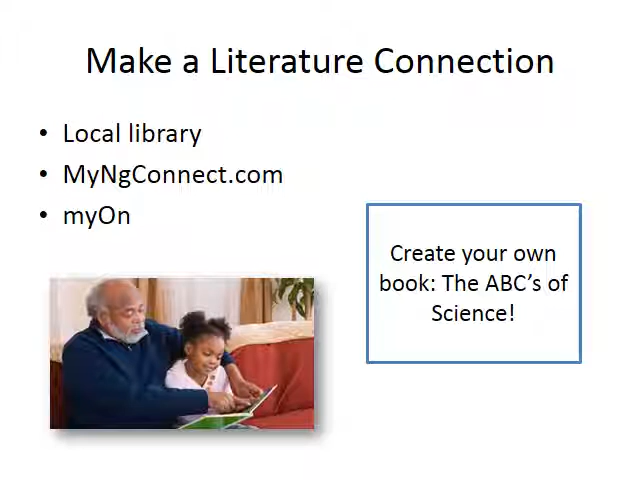 Make a Literature Connection
• Local library
• MyNgConnect.com
• myOn
Create your own
book: The ABC’s of
Science!